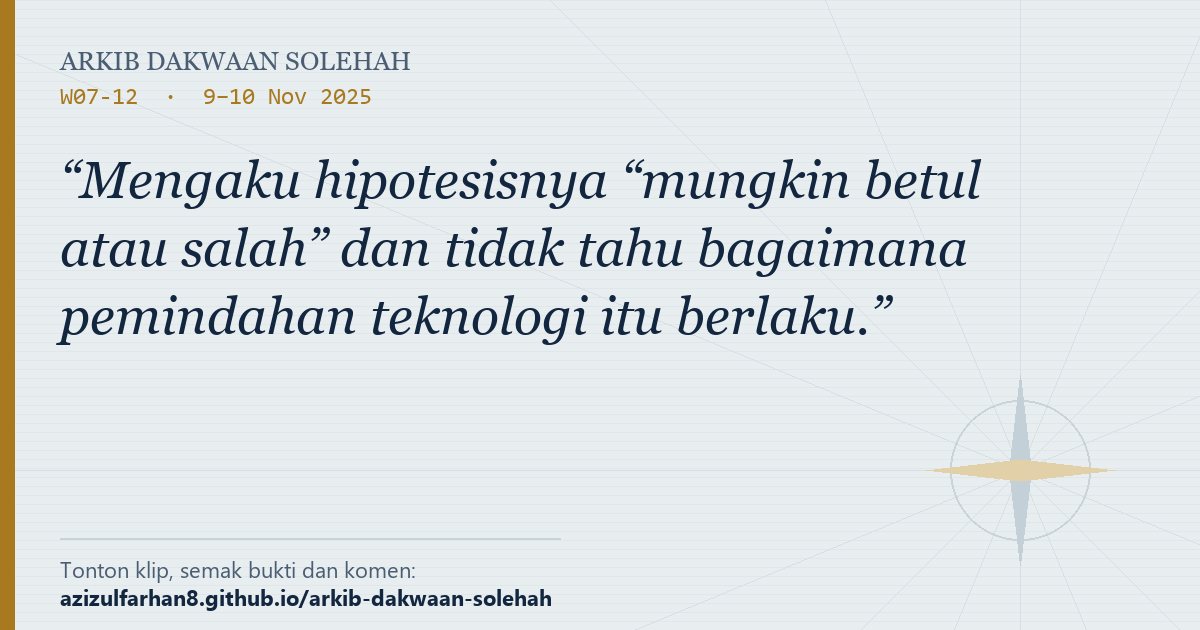 ARKIB DAKWAAN SOLEHAH
W07-12 · 9–10 Nov 2025
“Mengaku hipotesisnya “mungkin betul
atau salah” dan tidak tahu bagaimana
pemindahan teknologi itu berlaku.”
Tonton klip, semak bukti dan komen:
azizulfarhan8.github.io/arkib-dakwaan-solehah